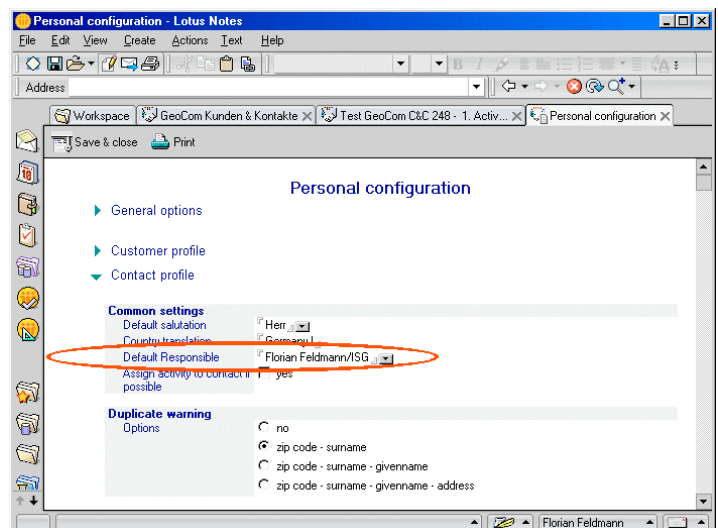 Personal configuration - Lotus Notes
File Edit View Create Actions Text Help
Address
Workspace GeoCom Kunden & Kontakte Test GeoCom C&C 248 - 1. Activ... Personal configuration
Save & close Print
Personal configuration
General options
Customer profile
Contact profile
Common settings
Default salutation Herr
Country translation Germany
Default Responsible Florian Feldmann/ISG
Assign activity to contact if possible yes
Duplicate warning
Options no
zip code - surname
zip code - surname - givenname
zip code - surname - givenname - address
Florian Feldmann